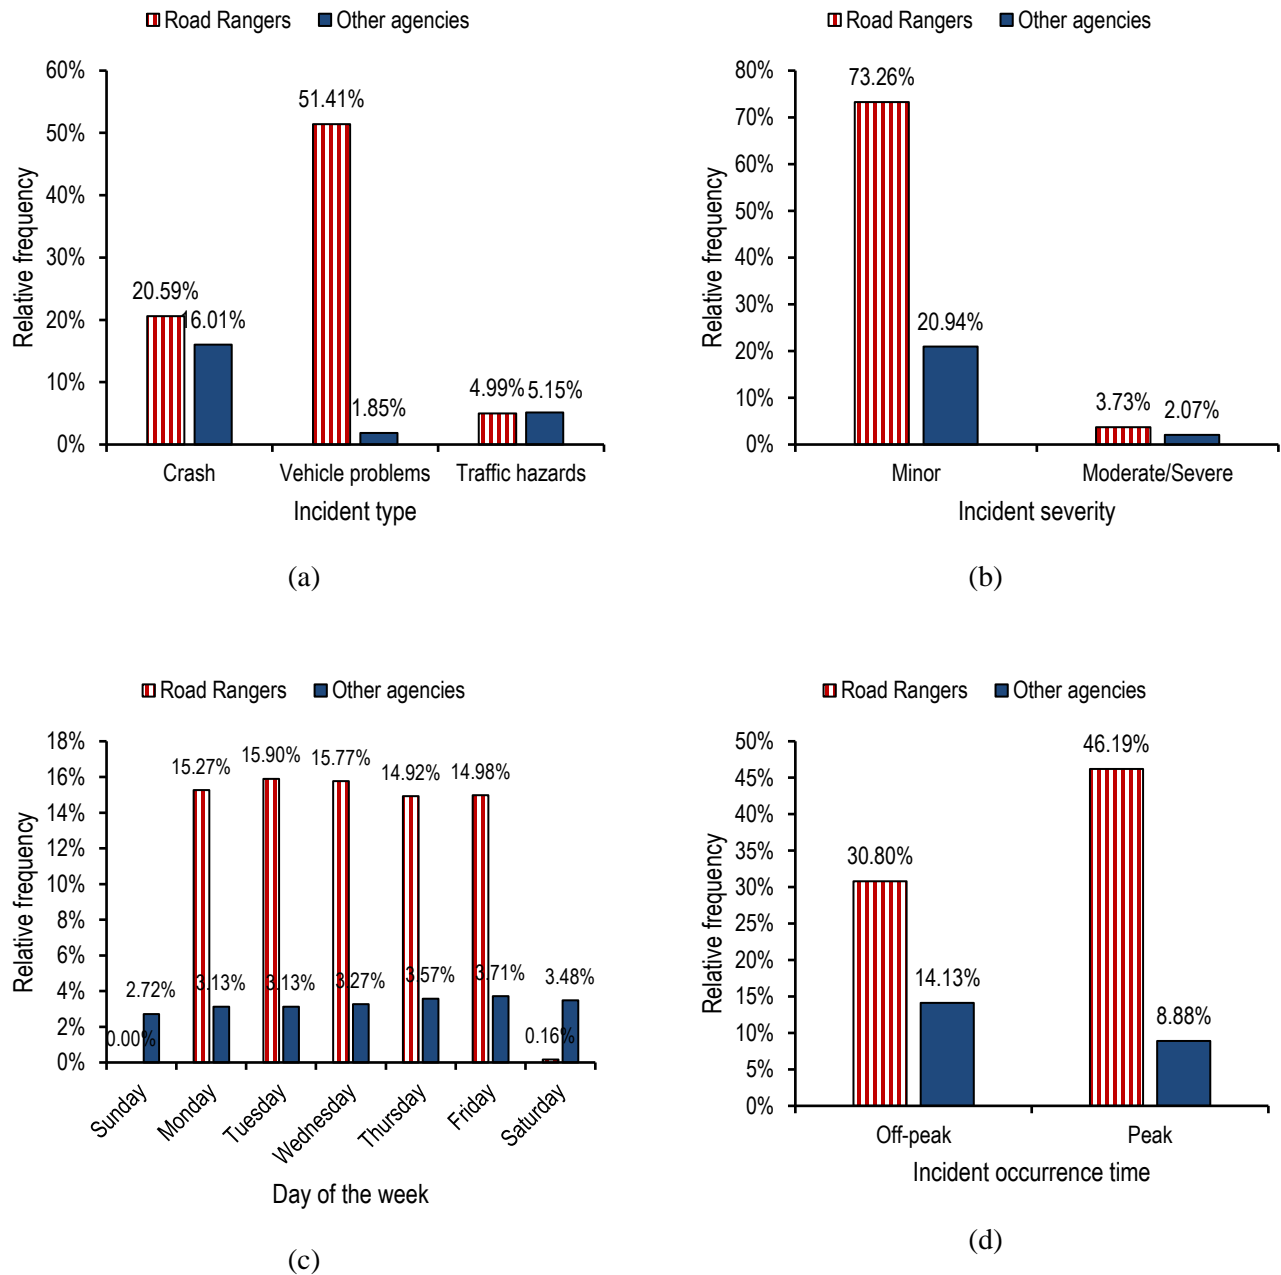 Road Rangers Other agencies
60%
50%
40%
30%
20%
10%
0%
Relative frequency
20.59%
16.01%
51.41%
1.85%
4.99%
5.15%
Crash Vehicle problems Traffic hazards
Incident type
(a)
Road Rangers Other agencies
80%
70%
60%
50%
40%
30%
20%
10%
0%
Relative frequency
73.26%
20.94%
3.73%
2.07%
Minor Moderate/Severe
Incident severity
(b)
Road Rangers Other agencies
18%
16%
14%
12%
10%
8%
6%
4%
2%
0%
Relative frequency
0.00%
2.72%
15.27%
3.13%
15.90%
3.13%
15.77%
3.27%
14.92%
3.57%
14.98%
3.71%
0.16%
3.48%
Sunday
Monday
Tuesday
Wednesday
Thursday
Friday
Saturday
Day of the week
(c)
Road Rangers Other agencies
50%
45%
40%
35%
30%
25%
20%
15%
10%
5%
0%
Relative frequency
30.80%
14.13%
46.19%
8.88%
Off-peak Peak
Incident occurrence time
(d)